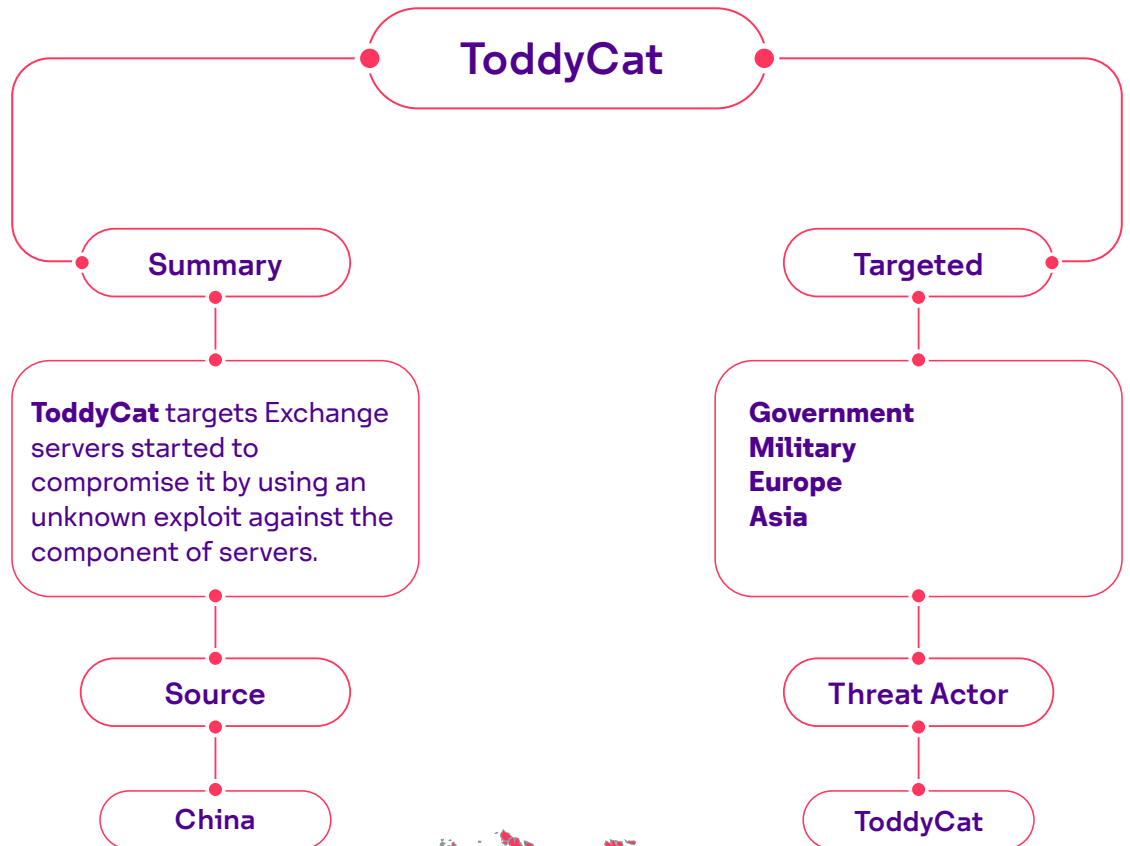 ToddyCat
Summary
ToddyCat targets Exchange
servers started to
compromise it by using an
unknown exploit against the
component of servers.
Source
China
Targeted
Government
Military
Europe
Asia
Threat Actor
ToddyCat